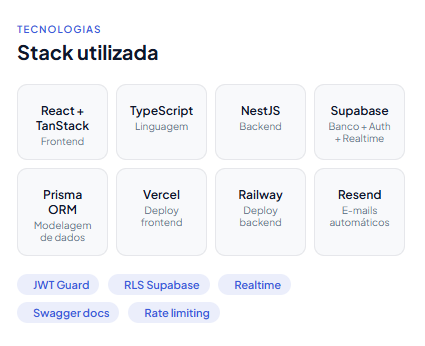 TECNOLOGIAS
Stack utilizada
React +
TanStack
Frontend
TypeScript
Linguagem
NestJS
Backend
Supabase
Banco + Auth
+ Realtime
Prisma
ORM
Modelagem
de dados
Vercel
Deploy
frontend
Railway
Deploy
backend
Resend
E-mails
automáticos
JWT Guard
RLS Supabase
Realtime
Swagger docs
Rate limiting